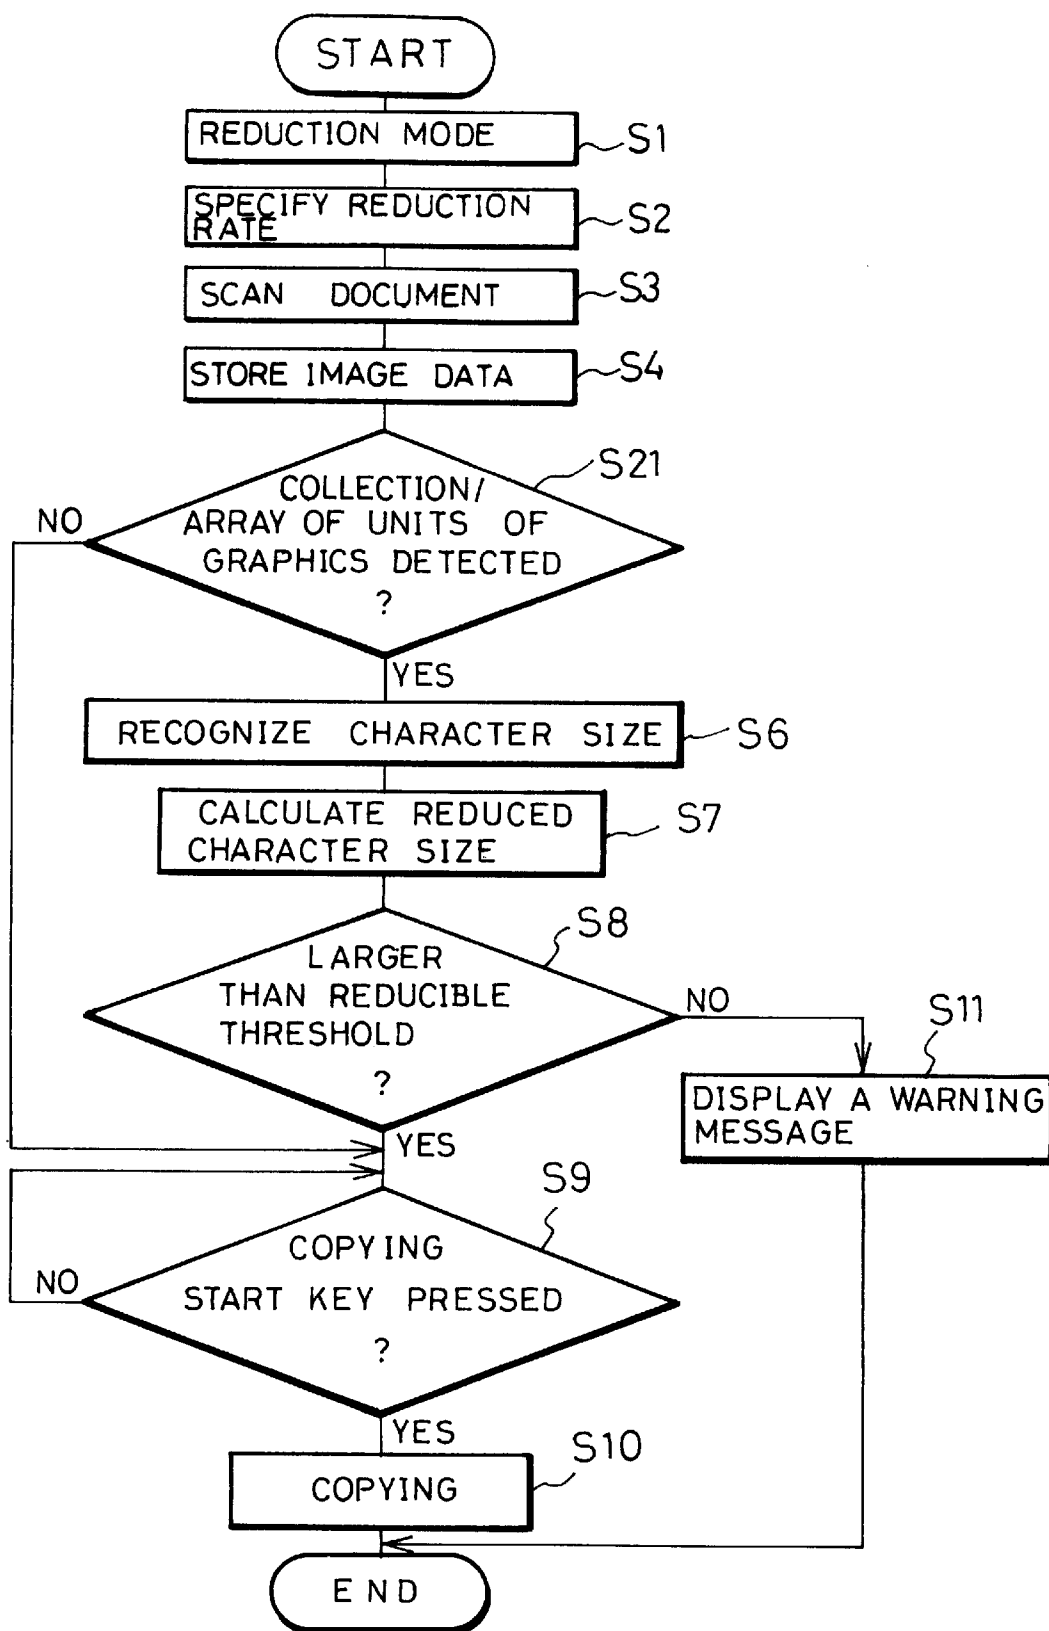 START
REDUCTION MODE
S1
SPECIFY REDUCTION
RATE
S2
SCAN DOCUMENT
S3
STORE IMAGE DATA
S4
S21
COLLECTION/
ARRAY OF UNITS OF
GRAPHICS DETECTED
?
NO
YES
RECOGNIZE CHARACTER SIZE
S6
CALCULATE REDUCED
CHARACTER SIZE
S7
S8
LARGER
THAN REDUCIBLE
THRESHOLD
?
NO
YES
S11
DISPLAY A WARNING
MESSAGE
S9
COPYING
START KEY PRESSED
?
NO
YES
COPYING
S10
END